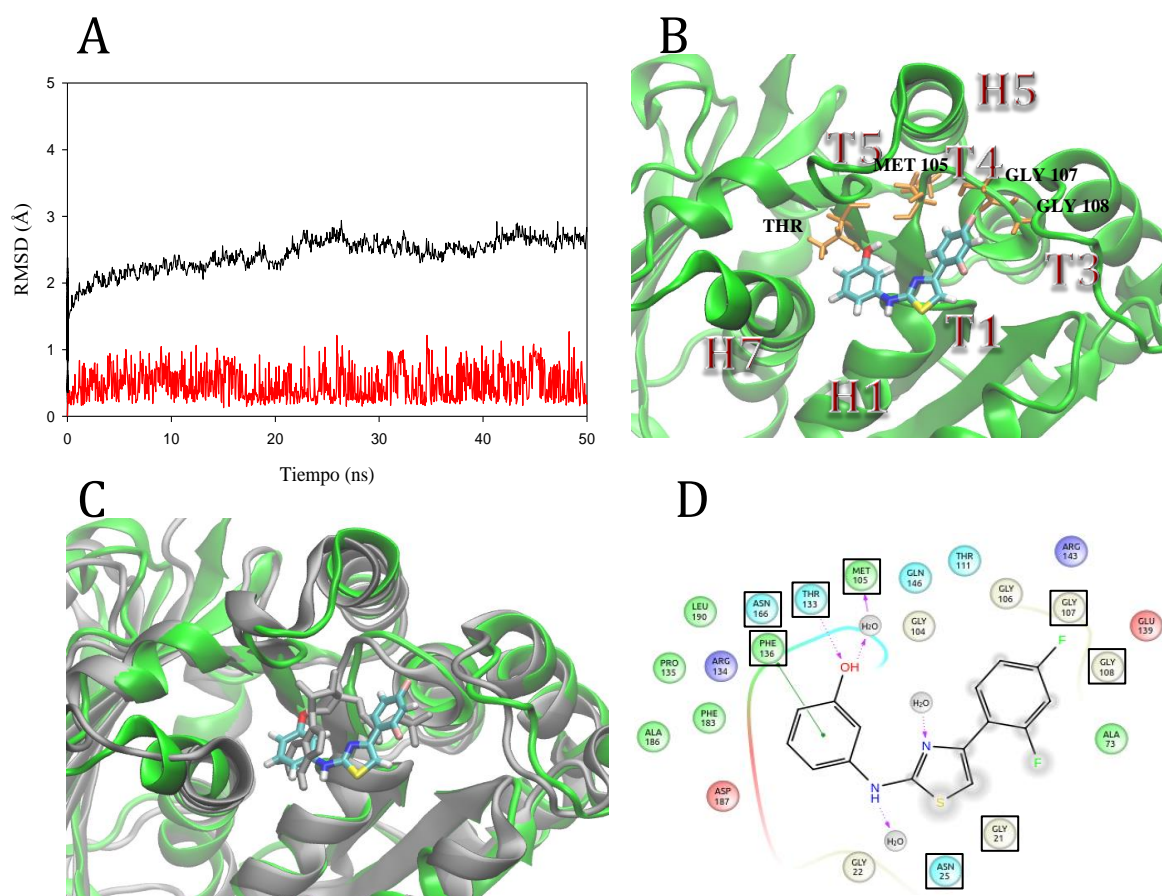 A
B
RMSD (Å)
5
4
3
2
1
0
0
10
20
30
40
50
Tiempo (ns)
H5
T5
MET 105
T4
GLY 107
GLY 108
THR
T3
H7
T1
H1
C
D
MET
105
THR
111
ARG
143
GLN
146
THR
133
ASN
166
LEU
190
GLY
106
GLY
107
H₂O
GLY
104
GLU
139
PHE
136
F
PRO
135
ARG
134
OH
GLY
108
H₂O
PHE
183
ALA
186
N
ALA
73
F
ASP
187
N
H
S
H₂O
GLY
21
GLY
22
ASN
25